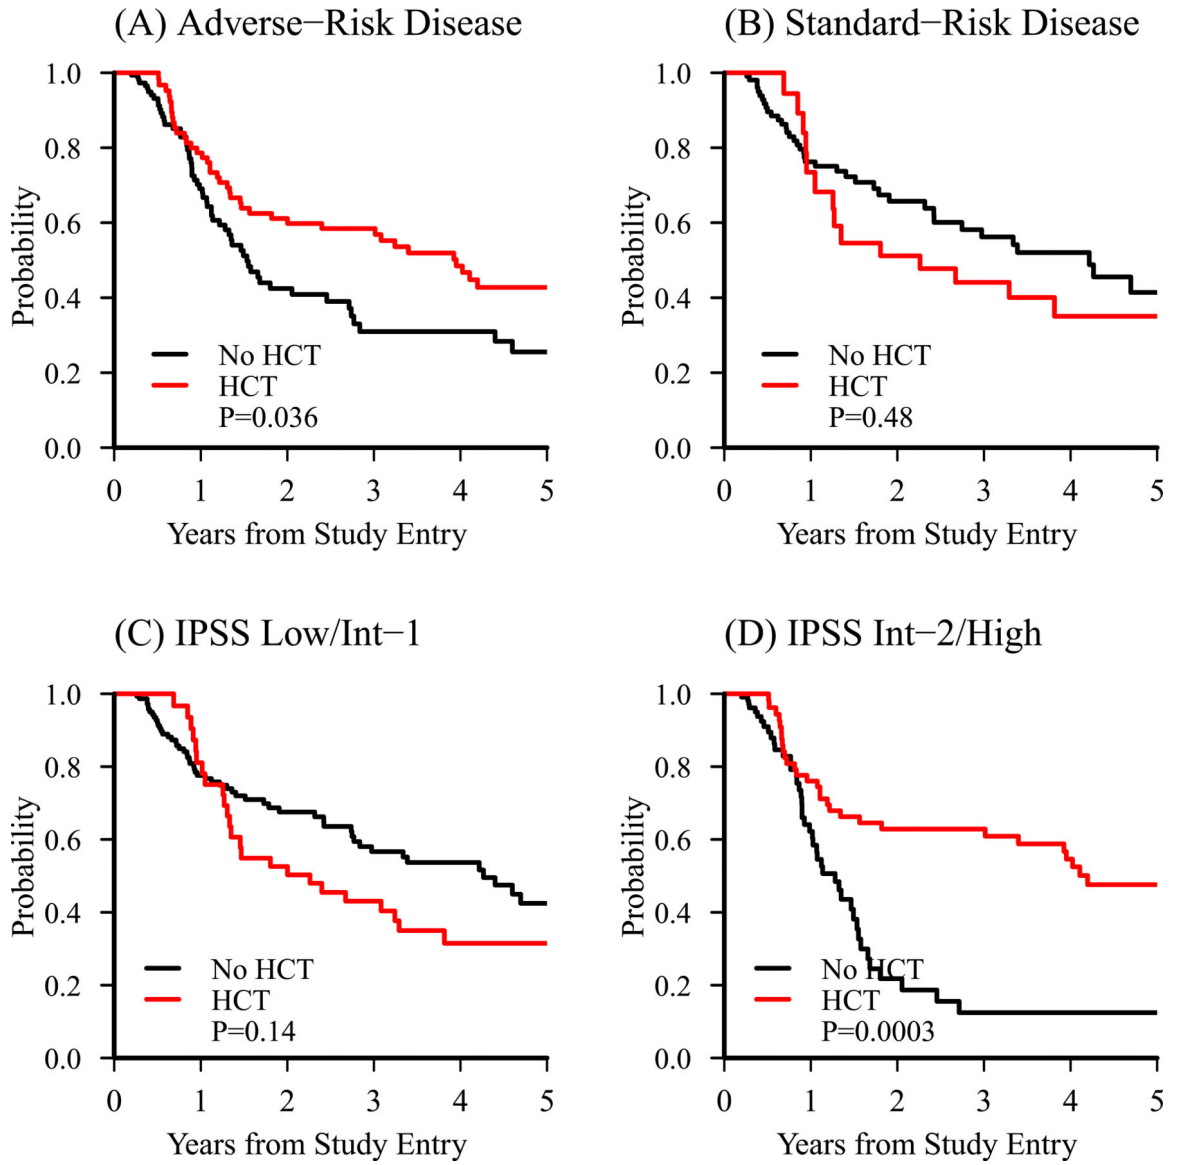 (A) Adverse−Risk Disease
1.0
0.8
0.6
0.4
0.2
0.0
Probability
No HCT
HCT
P=0.036
0 1 2 3 4 5
Years from Study Entry
(B) Standard−Risk Disease
1.0
0.8
0.6
0.4
0.2
0.0
Probability
No HCT
HCT
P=0.48
0 1 2 3 4 5
Years from Study Entry
(C) IPSS Low/Int−1
1.0
0.8
0.6
0.4
0.2
0.0
Probability
No HCT
HCT
P=0.14
0 1 2 3 4 5
Years from Study Entry
(D) IPSS Int−2/High
1.0
0.8
0.6
0.4
0.2
0.0
Probability
No HCT
HCT
P=0.0003
0 1 2 3 4 5
Years from Study Entry